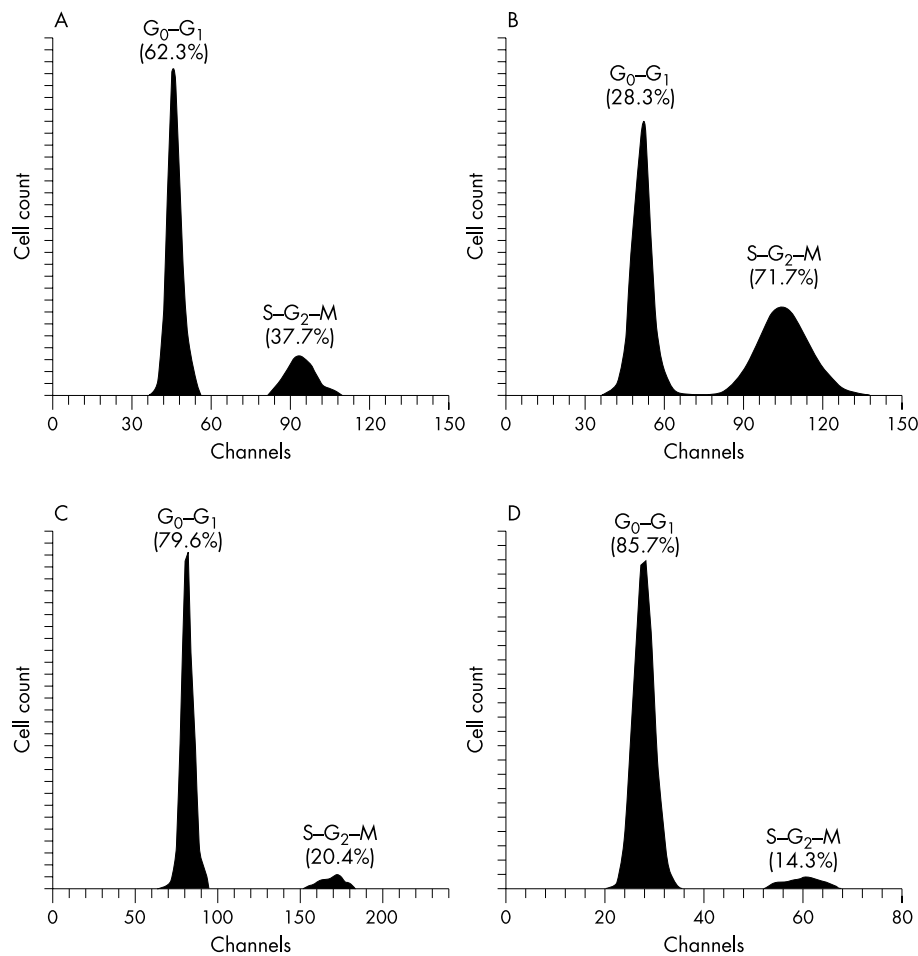 A
G₀–G₁
(62.3%)
S–G₂–M
(37.7%)
Cell count
0 30 60 90 120 150
Channels
B
G₀–G₁
(28.3%)
S–G₂–M
(71.7%)
Cell count
0 30 60 90 120 150
Channels
C
G₀–G₁
(79.6%)
S–G₂–M
(20.4%)
Cell count
0 50 100 150 200
Channels
D
G₀–G₁
(85.7%)
S–G₂–M
(14.3%)
Cell count
0 20 40 60 80
Channels